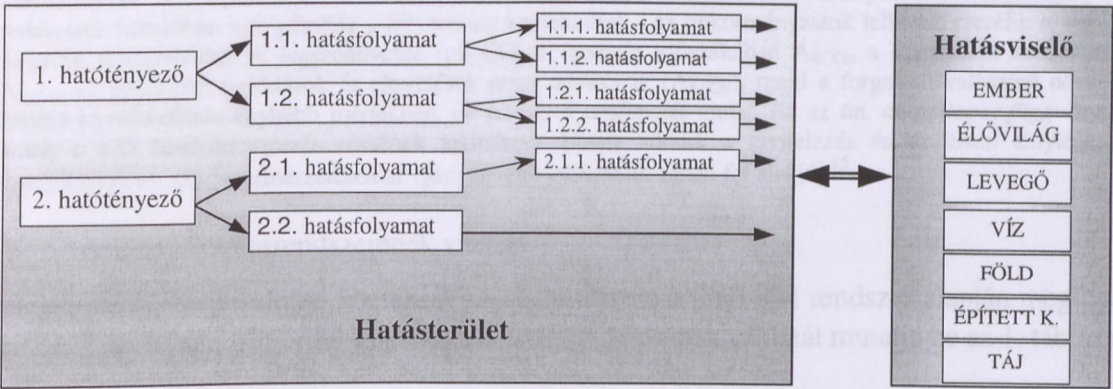 1. hatótényező
1.1. hatásfolyamat
1.2. hatásfolyamat
1.1.1. hatásfolyamat
1.1.2. hatásfolyamat
1.2.1. hatásfolyamat
1.2.2. hatásfolyamat
2. hatótényező
2.1. hatásfolyamat
2.2. hatásfolyamat
2.1.1. hatásfolyamat
Hatásterület
Hatásviselő
EMBER
ÉLŐVILÁG
LEVEGŐ
VÍZ
FÖLD
ÉPÍTETT K.
TÁJ